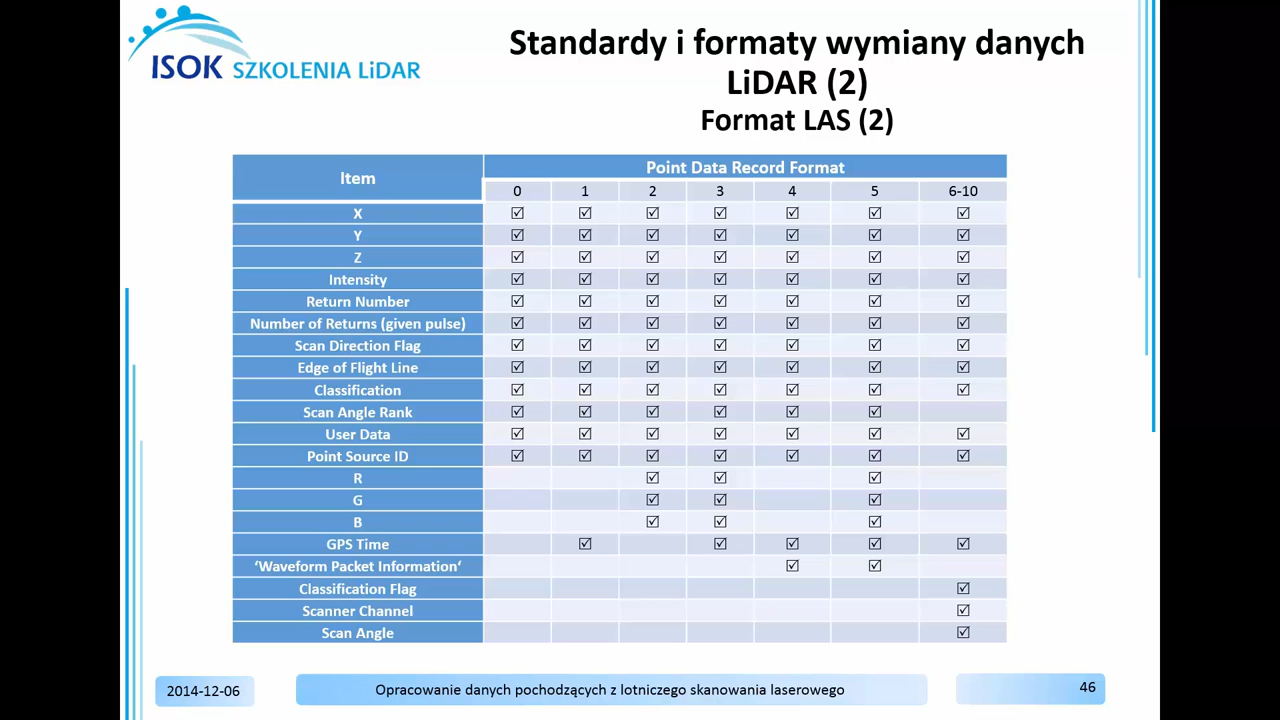 ISOK SZKOLENIA LiDAR
Standardy i formaty wymiany danych
LiDAR (2)
Format LAS (2)
Item
Point Data Record Format
0 1 2 3 4 5 6-10
X ☑ ☑ ☑ ☑ ☑ ☑ ☑
Y ☑ ☑ ☑ ☑ ☑ ☑ ☑
Z ☑ ☑ ☑ ☑ ☑ ☑ ☑
Intensity ☑ ☑ ☑ ☑ ☑ ☑ ☑
Return Number ☑ ☑ ☑ ☑ ☑ ☑ ☑
Number of Returns (given pulse) ☑ ☑ ☑ ☑ ☑ ☑ ☑
Scan Direction Flag ☑ ☑ ☑ ☑ ☑ ☑ ☑
Edge of Flight Line ☑ ☑ ☑ ☑ ☑ ☑ ☑
Classification ☑ ☑ ☑ ☑ ☑ ☑ ☑
Scan Angle Rank ☑ ☑ ☑ ☑ ☑ ☑
User Data ☑ ☑ ☑ ☑ ☑ ☑ ☑
Point Source ID ☑ ☑ ☑ ☑ ☑ ☑ ☑
R ☑ ☑ ☑
G ☑ ☑ ☑
B ☑ ☑ ☑
GPS Time ☑ ☑ ☑ ☑ ☑
‘Waveform Packet Information‘ ☑ ☑
Classification Flag ☑
Scanner Channel ☑
Scan Angle ☑
2014-12-06
Opracowanie danych pochodzących z lotniczego skanowania laserowego
46